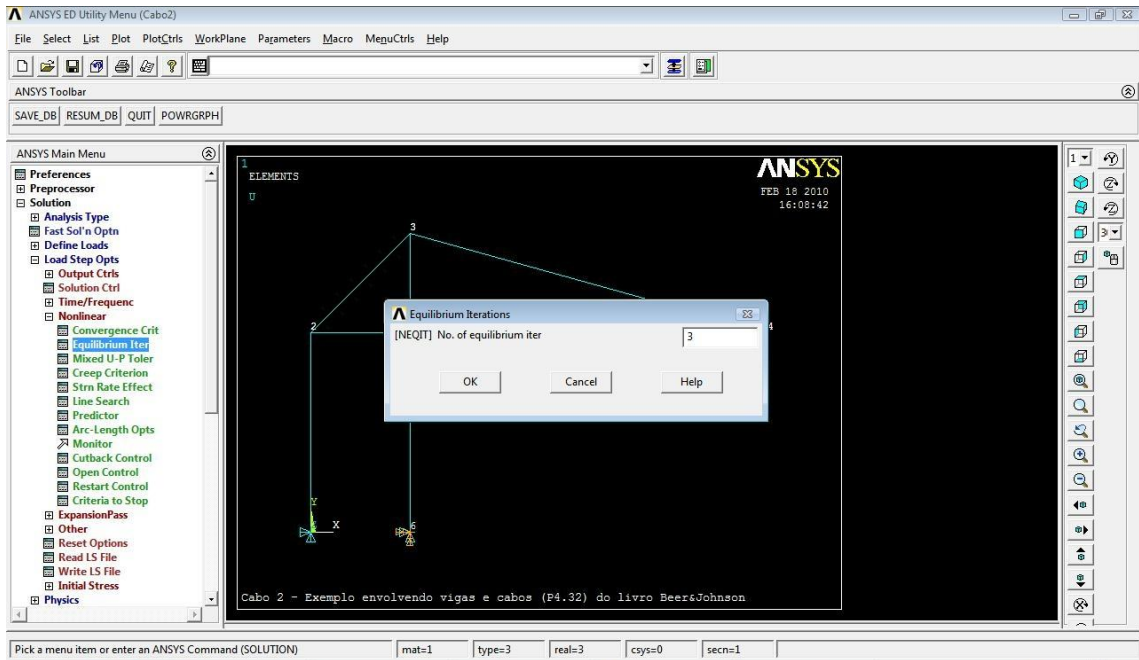 ANSYS ED Utility Menu (Cabo2)
File Select List Plot PlotCtrls WorkPlane Parameters Macro MenuCtrls Help
ANSYS Toolbar
SAVE_DB RESUM_DB QUIT POWRGRPH
ANSYS Main Menu
Preferences
Preprocessor
Solution
Analysis Type
Fast Sol'n Optn
Define Loads
Load Step Opts
Output Ctrls
Solution Ctrl
Time/Frequenc
Nonlinear
Convergence Crit
Equilibrium Iter
Mixed U-P Toler
Creep Criterion
Strn Rate Effect
Line Search
Predictor
Arc-Length Opts
Monitor
Cutback Control
Open Control
Restart Control
Criteria to Stop
ExpansionPass
Other
Reset Options
Read LS File
Write LS File
Initial Stress
Physics
1
ELEMENTS
U
ANSYS
FEB 18 2010
16:08:42
3
2
4
Equilibrium Iterations
[NEQIT] No. of equilibrium iter 3
OK Cancel Help
Y
X
6
Cabo 2 - Exemplo envolvendo vigas e cabos (P4.32) do livro Beer&Johnson
1
Pick a menu item or enter an ANSYS Command (SOLUTION) mat=1 type=3 real=3 csys=0 secn=1